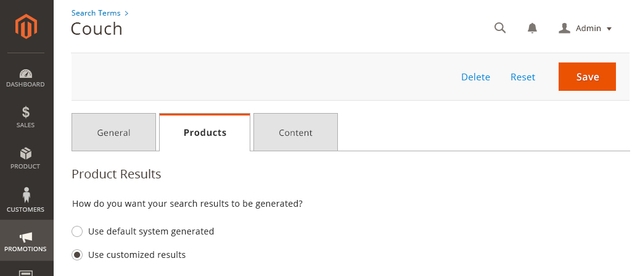 Search Terms >
Couch
Admin
DASHBOARD
SALES
PRODUCT
CUSTOMERS
PROMOTIONS
Delete
Reset
Save
General
Products
Content
Product Results
How do you want your search results to be generated?
Use default system generated
Use customized results